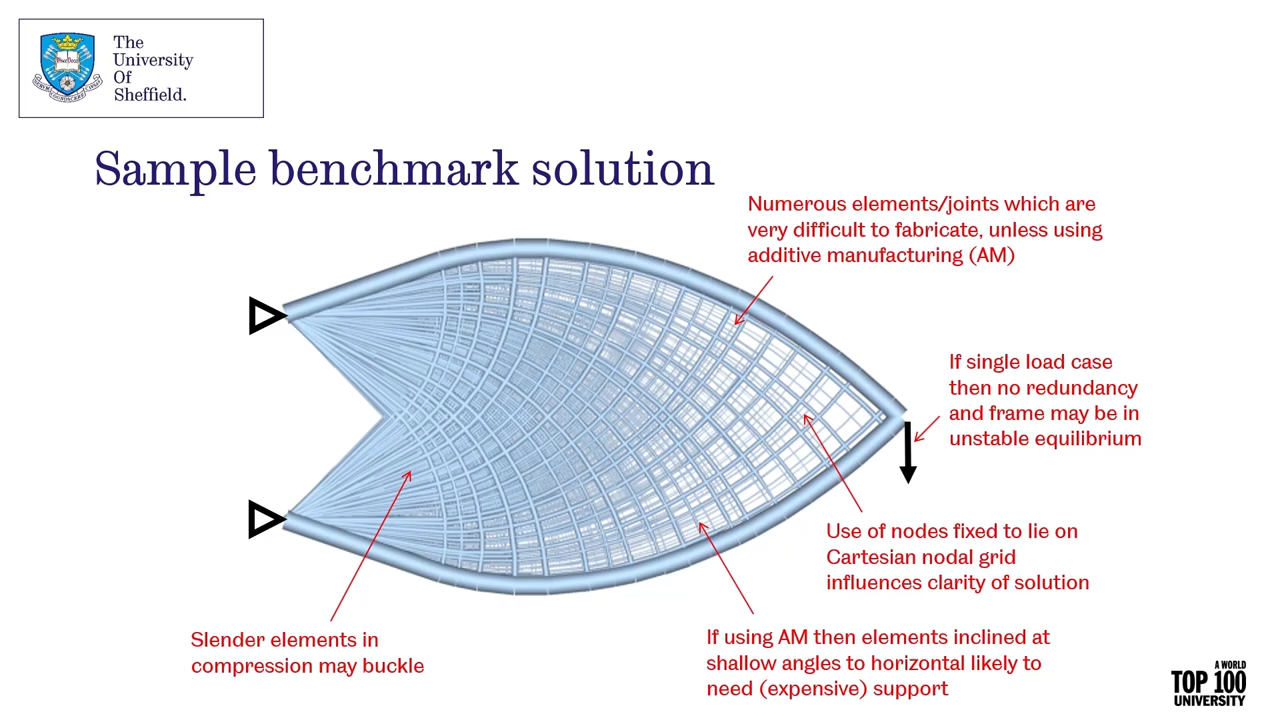 The
University
Of
Sheffield.
Sample benchmark solution
Numerous elements/joints which are
very difficult to fabricate, unless using
additive manufacturing (AM)
If single load case
then no redundancy
and frame may be in
unstable equilibrium
Use of nodes fixed to lie on
Cartesian nodal grid
influences clarity of solution
Slender elements in
compression may buckle
If using AM then elements inclined at
shallow angles to horizontal likely to
need (expensive) support
A WORLD
TOP 100
UNIVERSITY